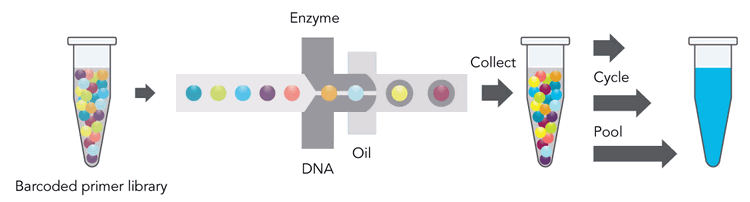 Enzyme
Collect
Cycle
Pool
Oil
DNA
Barcoded primer library